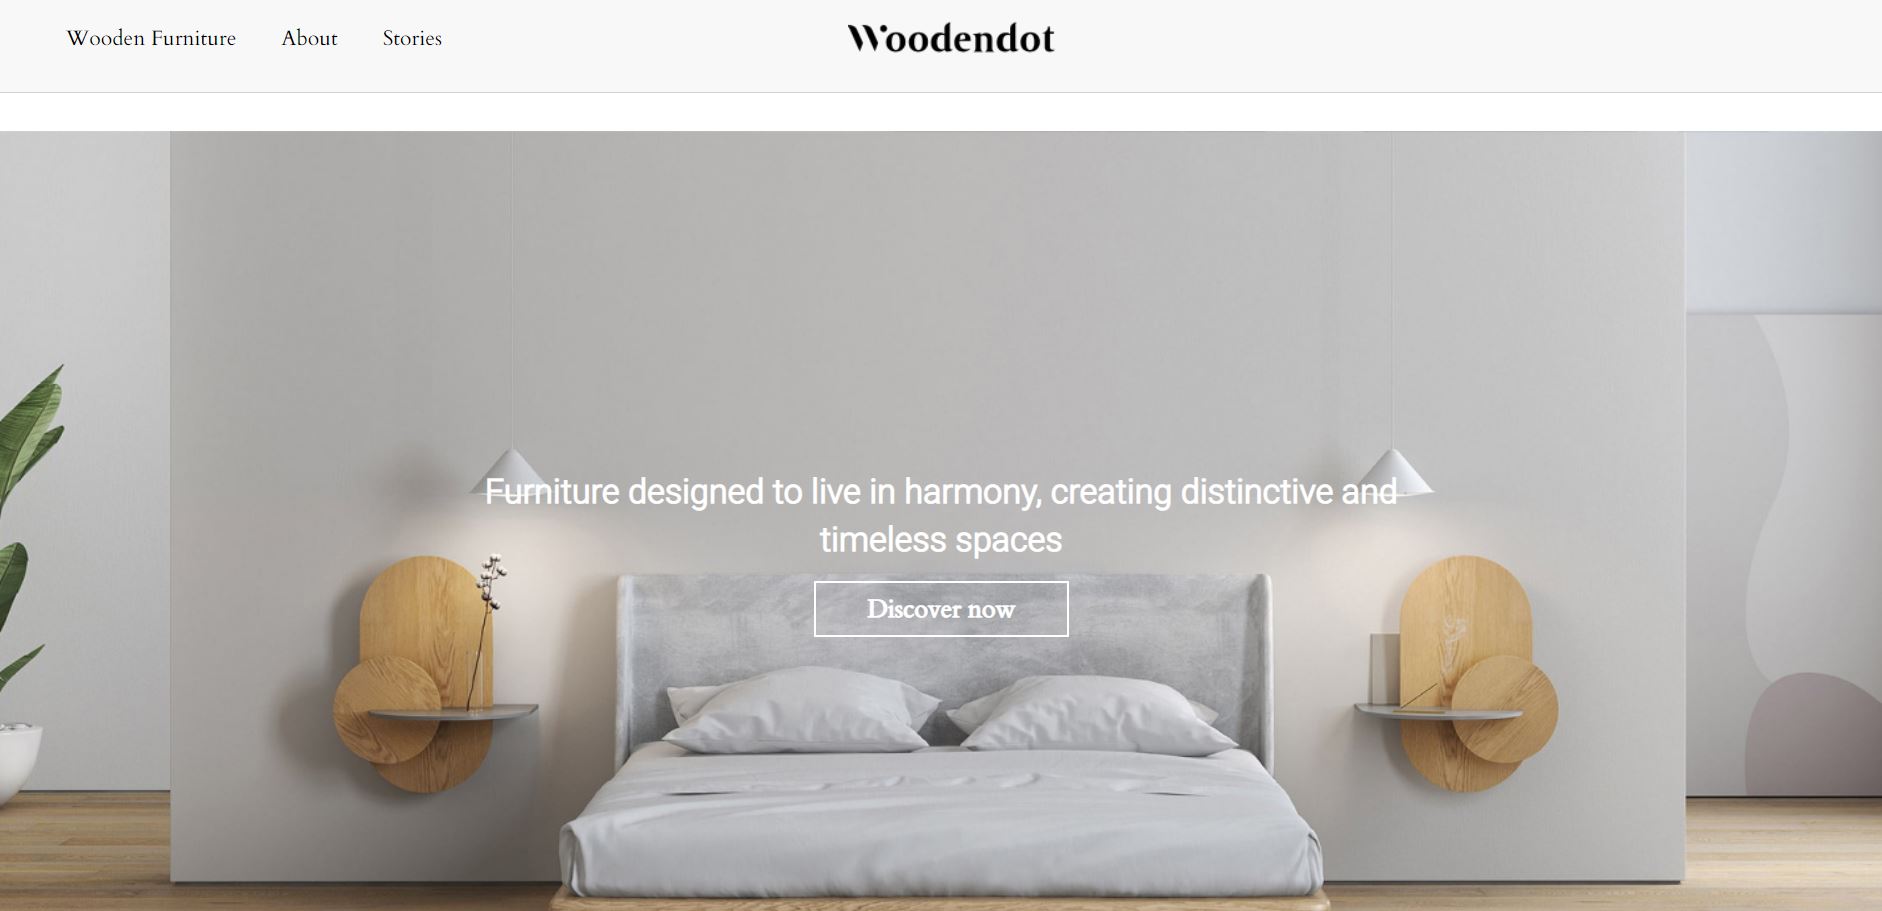 Wooden Furniture About Stories Woodendot
Furniture designed to live in harmony, creating distinctive and
timeless spaces
Discover now